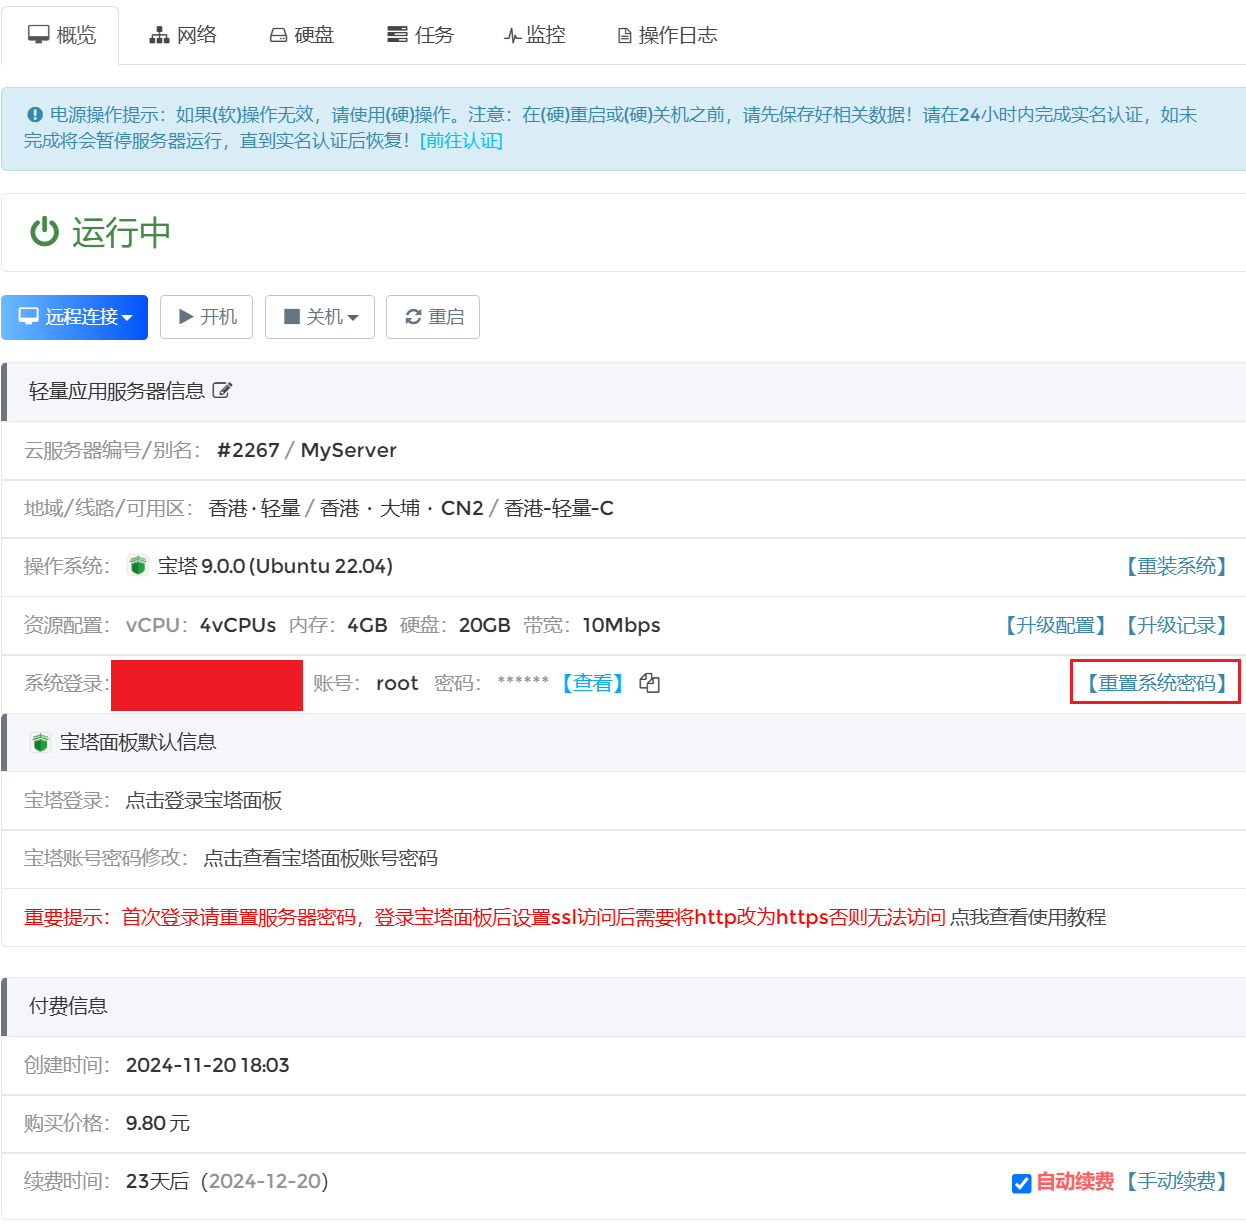 概览 网络 硬盘 任务 监控 操作日志
电源操作提示：如果(软)操作无效，请使用(硬)操作。注意：在(硬)重启或(硬)关机之前，请先保存好相关数据！请在24小时内完成实名认证，如未
完成将会暂停服务器运行，直到实名认证后恢复！[前往认证]
运行中
远程连接 开机 关机 重启
轻量应用服务器信息
云服务器编号/别名： #2267 / MyServer
地域/线路/可用区： 香港·轻量 / 香港 · 大埔 · CN2 / 香港-轻量-C
操作系统： 宝塔 9.0.0 (Ubuntu 22.04) 【重装系统】
资源配置： vCPU： 4vCPUs 内存： 4GB 硬盘： 20GB 带宽： 10Mbps 【升级配置】 【升级记录】
系统登录: 账号： root 密码： ****** 【查看】 【重置系统密码】
宝塔面板默认信息
宝塔登录： 点击登录宝塔面板
宝塔账号密码修改： 点击查看宝塔面板账号密码
重要提示：首次登录请重置服务器密码，登录宝塔面板后设置ssl访问后需要将http改为https否则无法访问 点我查看使用教程
付费信息
创建时间： 2024-11-20 18:03
购买价格： 9.80 元
续费时间： 23天后（2024-12-20） 自动续费 【手动续费】